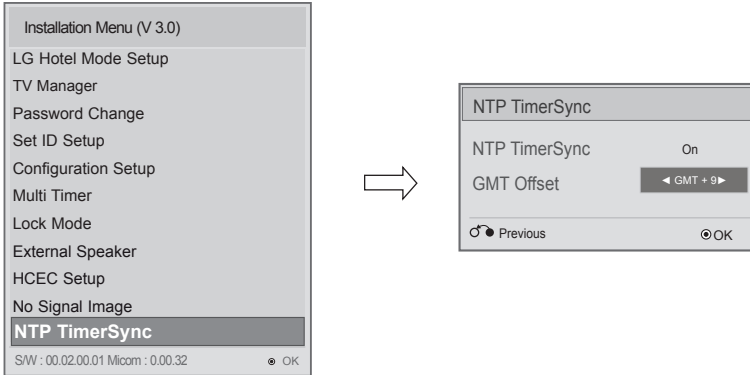 Installation Menu (V 3.0)
LG Hotel Mode Setup
TV Manager
Password Change
Set ID Setup
Configuration Setup
Multi Timer
Lock Mode
External Speaker
HCEC Setup
No Signal Image
NTP TimerSync
S/W : 00.02.00.01 Micom : 0.00.32 ◉ OK
NTP TimerSync
NTP TimerSync On
GMT Offset ◄ GMT + 9►
Previous ◉OK